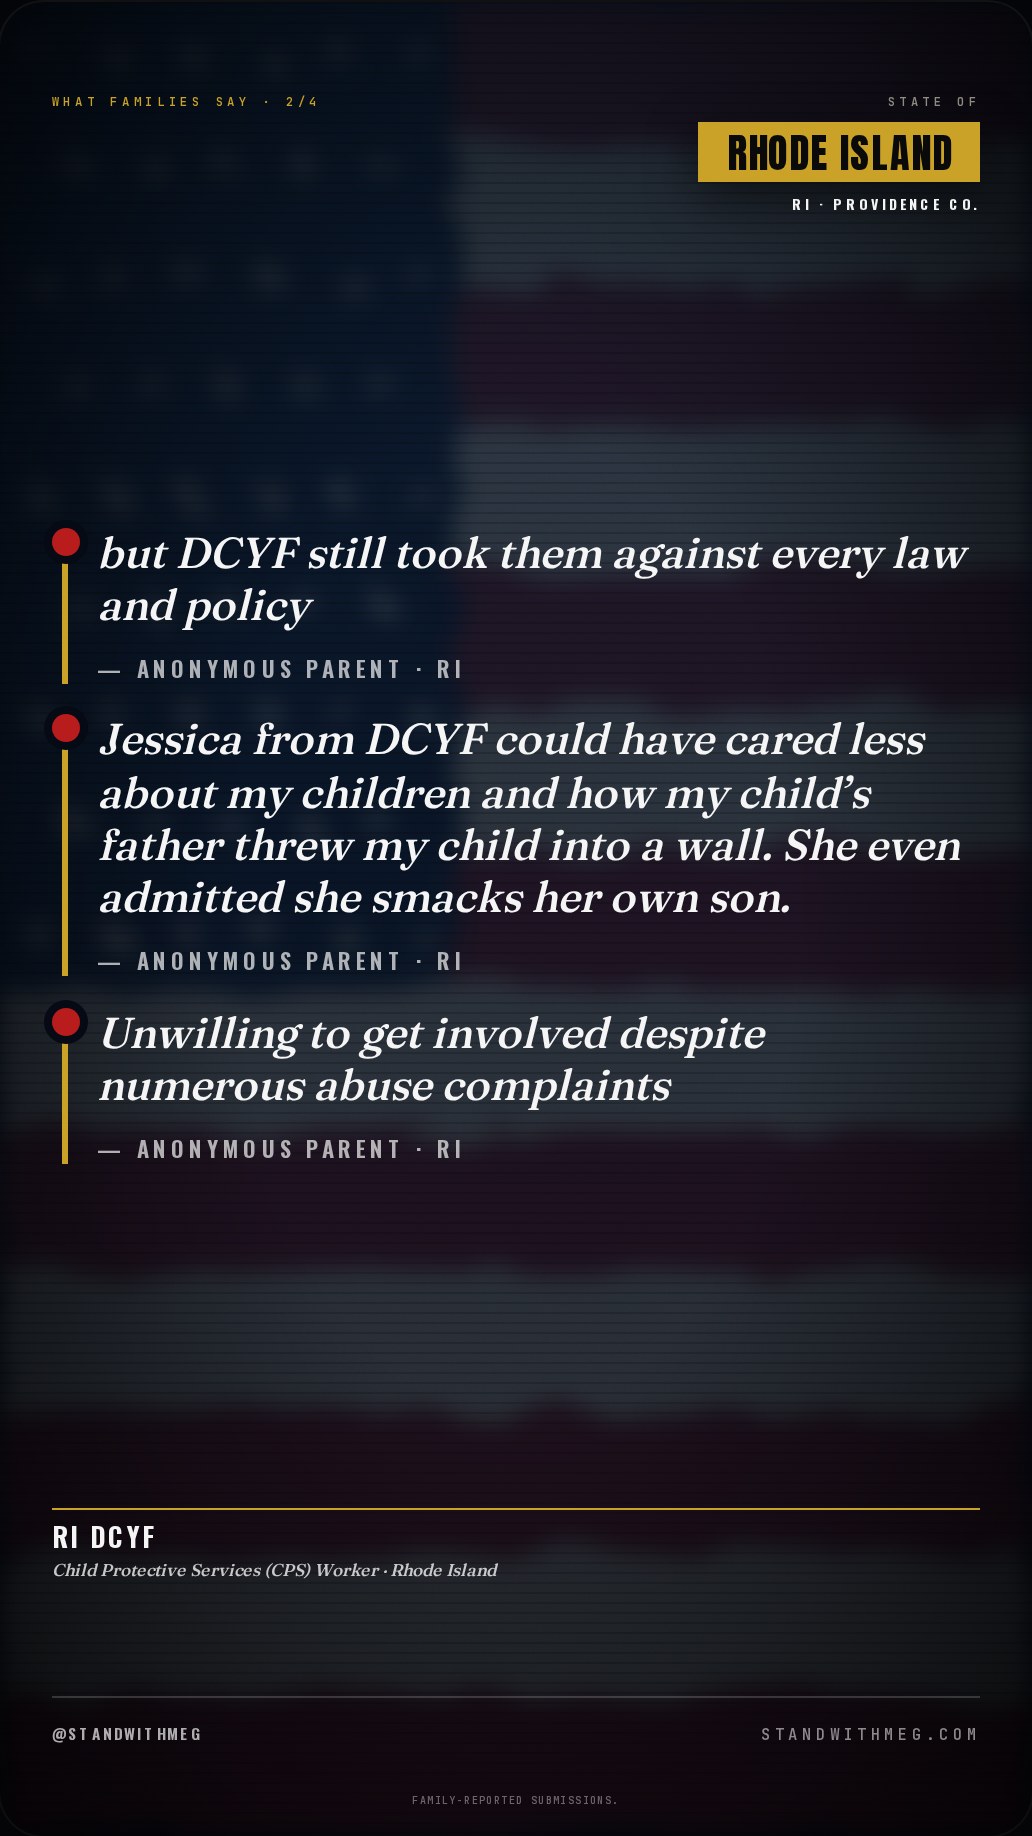 WHAT FAMILIES SAY · 2/4
STATE OF
RHODE ISLAND
RI · PROVIDENCE CO.
but DCYF still took them against every law
and policy
— ANONYMOUS PARENT · RI
Jessica from DCYF could have cared less
about my children and how my child’s
father threw my child into a wall. She even
admitted she smacks her own son.
— ANONYMOUS PARENT · RI
Unwilling to get involved despite
numerous abuse complaints
— ANONYMOUS PARENT · RI
RI DCYF
Child Protective Services (CPS) Worker · Rhode Island
@STANDWITHMEG
STANDWITHMEG.COM
FAMILY-REPORTED SUBMISSIONS.